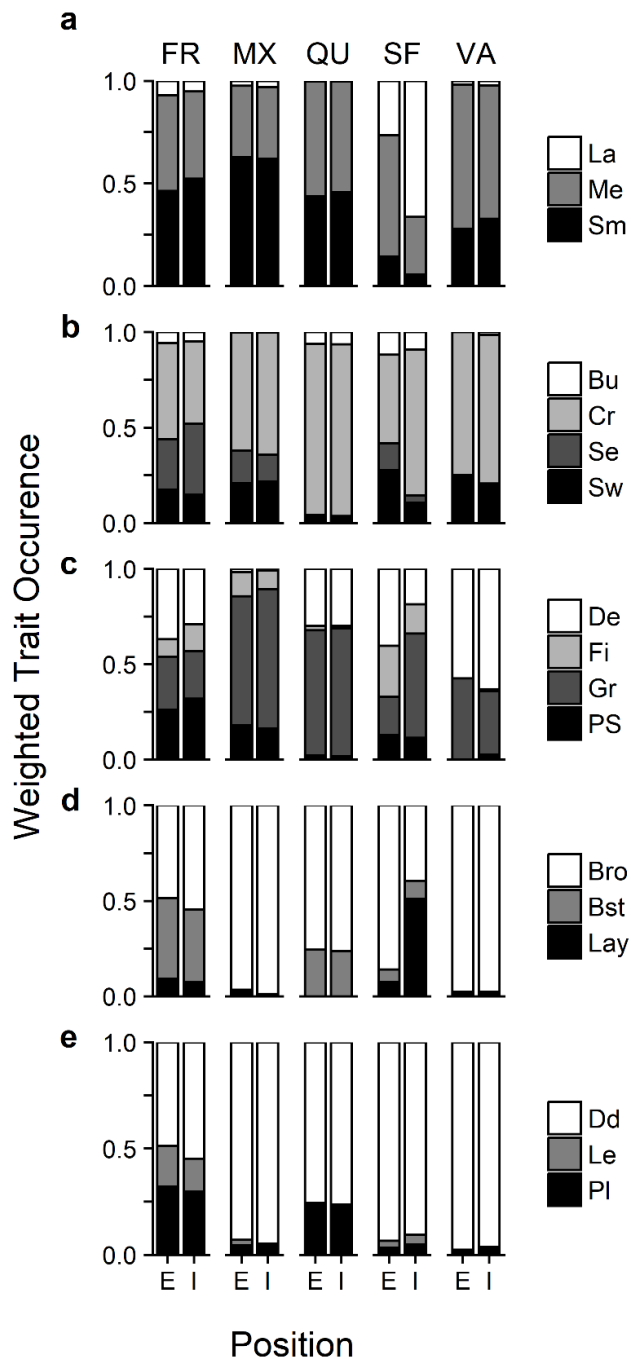 a
FR MX QU SF VA
1.0
0.5
0.0
La
Me
Sm
b
1.0
0.5
0.0
Bu
Cr
Se
Sw
c
1.0
0.5
0.0
De
Fi
Gr
PS
d
1.0
0.5
0.0
Bro
Bst
Lay
e
1.0
0.5
0.0
Dd
Le
Pl
E I E I E I E I E I
Position
Weighted Trait Occurence